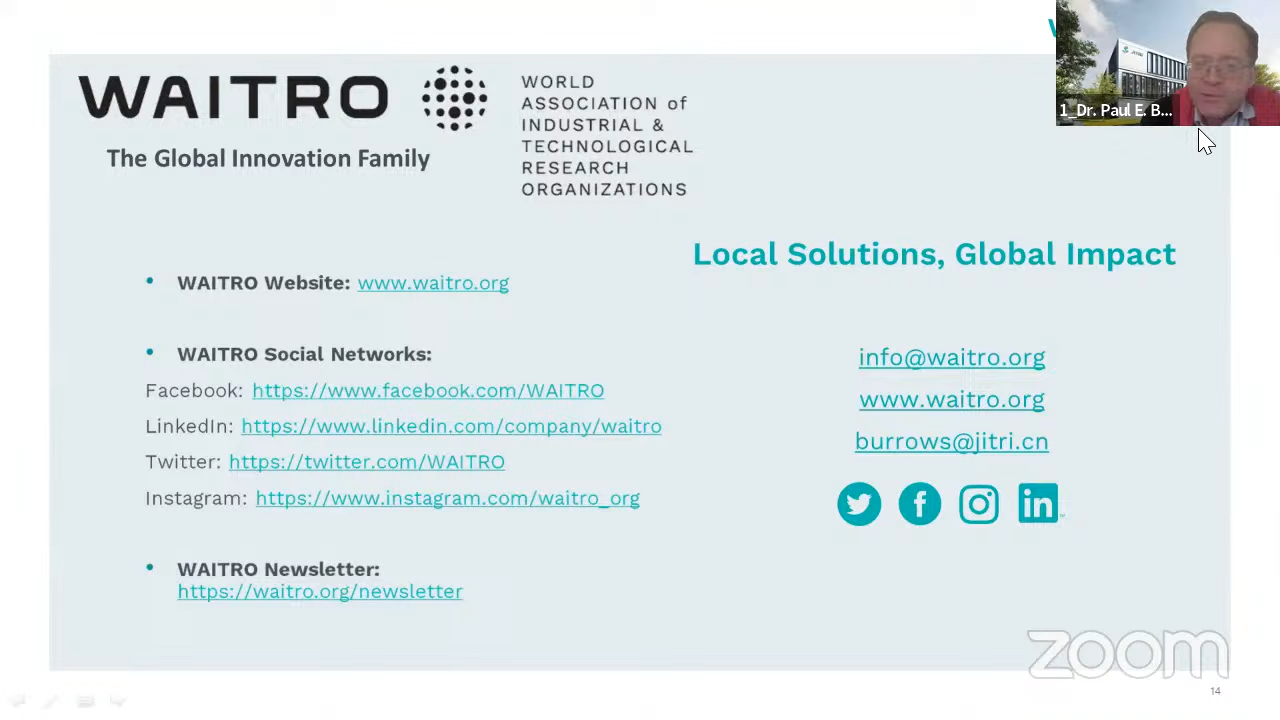 WAITRO
The Global Innovation Family
WORLD
ASSOCIATION of
INDUSTRIAL &
TECHNOLOGICAL
RESEARCH
ORGANIZATIONS
1_Dr. Paul E. B...
Local Solutions, Global Impact
• WAITRO Website: www.waitro.org
• WAITRO Social Networks:
Facebook: https://www.facebook.com/WAITRO
LinkedIn: https://www.linkedin.com/company/waitro
Twitter: https://twitter.com/WAITRO
Instagram: https://www.instagram.com/waitro_org
• WAITRO Newsletter:
https://waitro.org/newsletter
info@waitro.org
www.waitro.org
burrows@jitri.cn
zoom
14